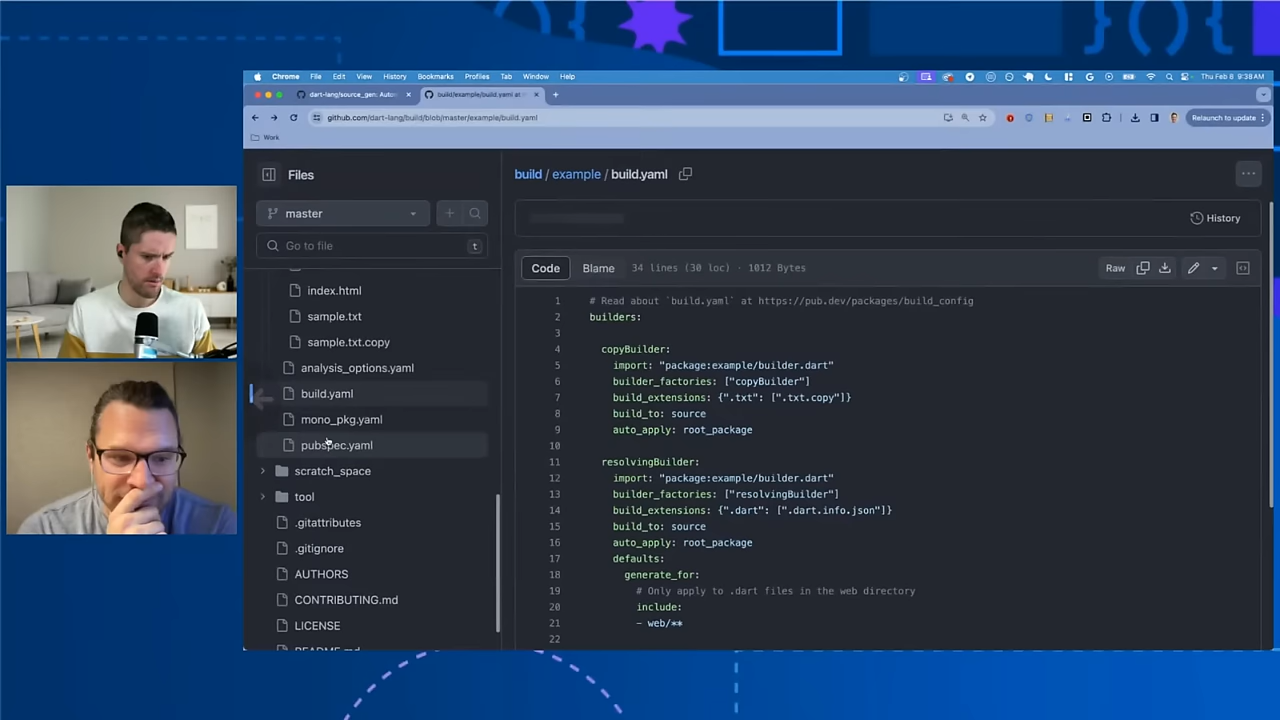 Chrome File Edit View History Bookmarks Profiles Tab Window Help Thu Feb 8 9:38 AM
dart-lang/source_gen: Auto build/example/build.yaml at
github.com/dart-lang/build/blob/master/example/build.yaml Relaunch to update
Work
Files
master
Go to file t
index.html
sample.txt
sample.txt.copy
analysis_options.yaml
build.yaml
mono_pkg.yaml
pubspec.yaml
scratch_space
tool
.gitattributes
.gitignore
AUTHORS
CONTRIBUTING.md
LICENSE
README.md
build / example / build.yaml
History
Code Blame 34 lines (30 loc) · 1012 Bytes Raw
1 # Read about `build.yaml` at https://pub.dev/packages/build_config
2 builders:
3
4 copyBuilder:
5 import: "package:example/builder.dart"
6 builder_factories: ["copyBuilder"]
7 build_extensions: {".txt": [".txt.copy"]}
8 build_to: source
9 auto_apply: root_package
10
11 resolvingBuilder:
12 import: "package:example/builder.dart"
13 builder_factories: ["resolvingBuilder"]
14 build_extensions: {".dart": [".dart.info.json"]}
15 build_to: source
16 auto_apply: root_package
17 defaults:
18 generate_for:
19 # Only apply to .dart files in the web directory
20 include:
21 - web/**
22